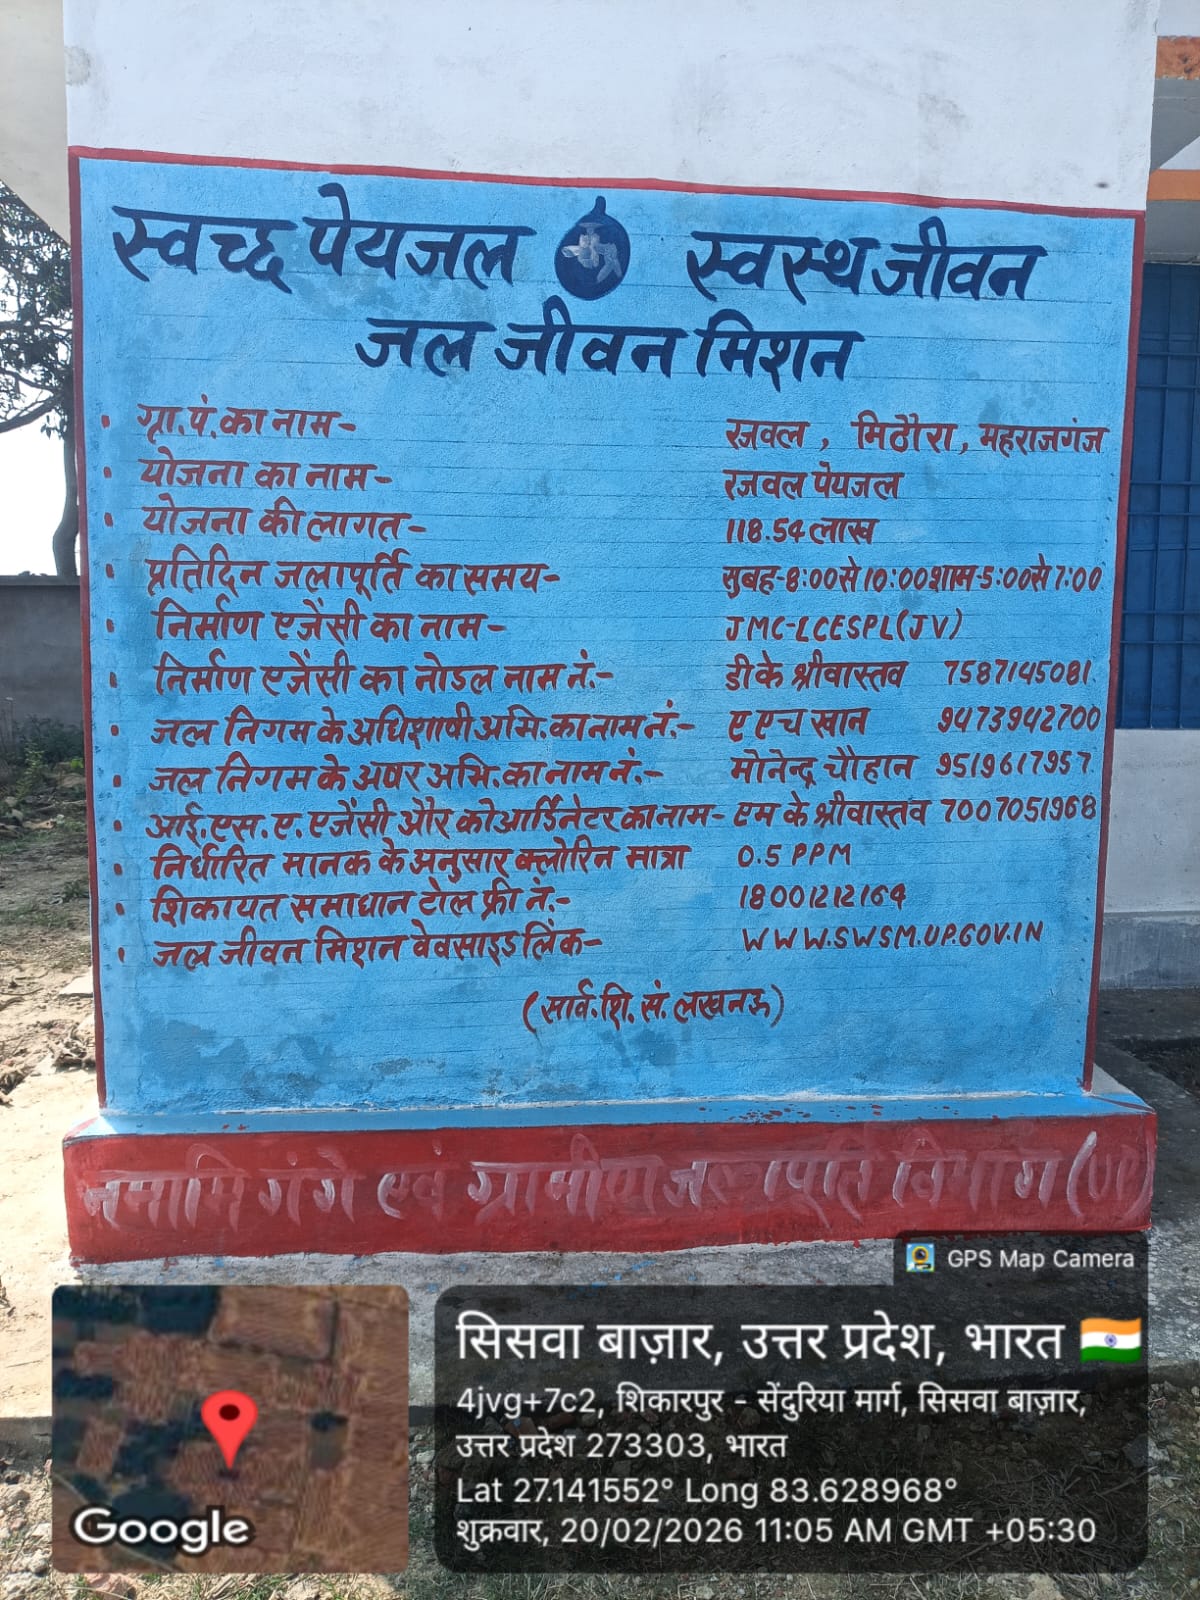 स्वच्छ पेयजल स्वस्थ जीवन
जल जीवन मिशन
ग्रा.पं. का नाम- रजवल , मिठौरा, महराजगंज
योजना का नाम- रजवल पेयजल
योजना की लागत- 118.54 लाख
प्रतिदिन जलापूर्ति का समय- सुबह-8:00से 10:00 शाम-5:00से 7:00
निर्माण एजेंसी का नाम- JMC-LCESPL(JV)
निर्माण एजेंसी का नोडल नाम नं.- डी के श्रीवास्तव 7587145081
जल निगम के अधिशाषी अभि. का नाम नं.- ए एच खान 9473942700
जल निगम के अपर अभि. का नाम नं.- मोनेन्द्र चौहान 9519617957
आई.एस.ए. एजेंसी और कोआर्डिनेटर का नाम- एम के श्रीवास्तव 7007051968
निर्धारित मानक के अनुसार क्लोरिन मात्रा 0.5 PPM
शिकायत समाधान टोल फ्री नं.- 18001212164
जल जीवन मिशन वेबसाइड लिंक- WWW.SWSM.UP.GOV.IN
(सार्व. शि. सं. लखनऊ)
नमामि गंगे एवं ग्रामीण जलापूर्ति विभाग (UP)
GPS Map Camera
सिसवा बाज़ार, उत्तर प्रदेश, भारत
4jvg+7c2, शिकारपुर - सेंदुरिया मार्ग, सिसवा बाज़ार,
उत्तर प्रदेश 273303, भारत
Lat 27.141552° Long 83.628968°
शुक्रवार, 20/02/2026 11:05 AM GMT +05:30
Google